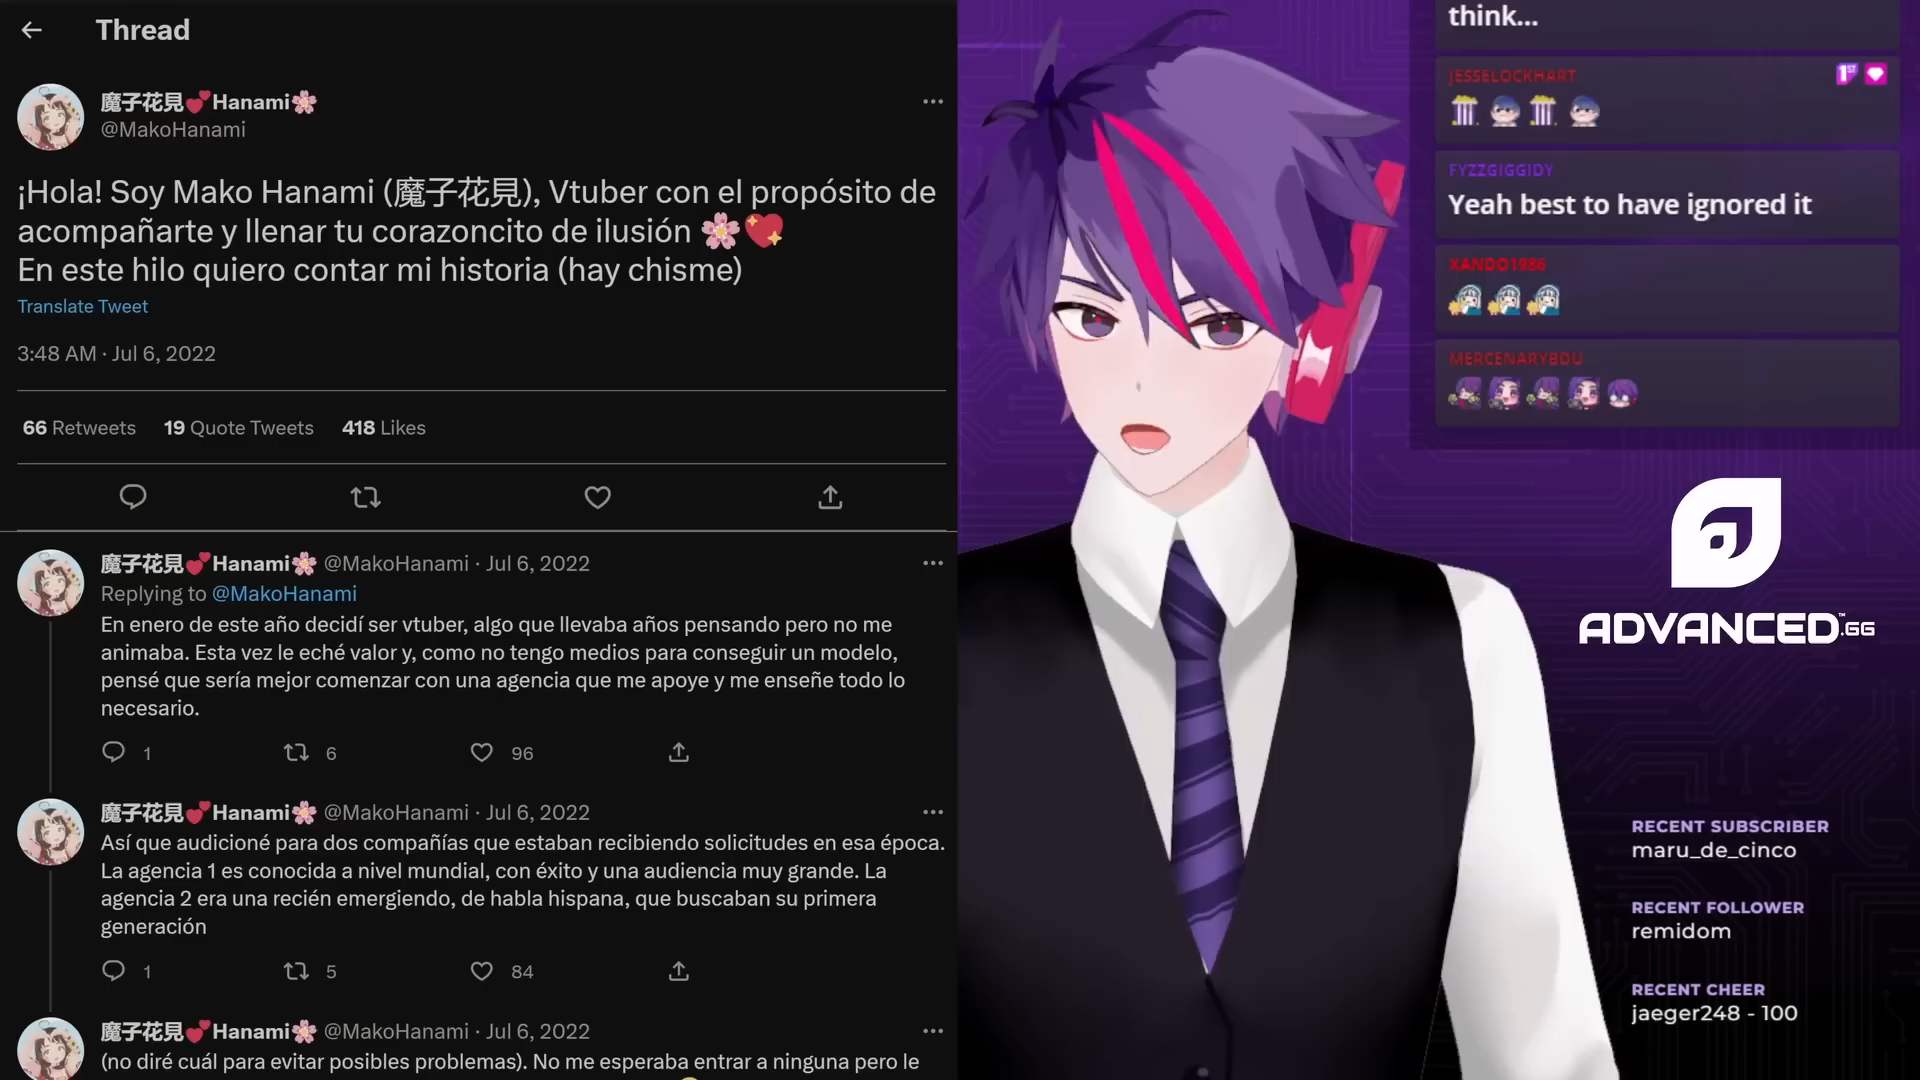 Thread
魔子花見💕Hanami🌸
@MakoHanami
¡Hola! Soy Mako Hanami (魔子花見), Vtuber con el propósito de
acompañarte y llenar tu corazoncito de ilusión 🌸💖
En este hilo quiero contar mi historia (hay chisme)
Translate Tweet
3:48 AM · Jul 6, 2022
66 Retweets 19 Quote Tweets 418 Likes
魔子花見💕Hanami🌸 @MakoHanami · Jul 6, 2022
Replying to @MakoHanami
En enero de este año decidí ser vtuber, algo que llevaba años pensando pero no me
animaba. Esta vez le eché valor y, como no tengo medios para conseguir un modelo,
pensé que sería mejor comenzar con una agencia que me apoye y me enseñe todo lo
necesario.
1 6 96
魔子花見💕Hanami🌸 @MakoHanami · Jul 6, 2022
Así que audicioné para dos compañías que estaban recibiendo solicitudes en esa época.
La agencia 1 es conocida a nivel mundial, con éxito y una audiencia muy grande. La
agencia 2 era una recién emergiendo, de habla hispana, que buscaban su primera
generación
1 5 84
魔子花見💕Hanami🌸 @MakoHanami · Jul 6, 2022
(no diré cuál para evitar posibles problemas). No me esperaba entrar a ninguna pero le
think...
JESSELOCKHART
1ST
FYZZGIGGIDY
Yeah best to have ignored it
XANDO1986
MERCENARYBDU
ADVANCED.GG
TM
RECENT SUBSCRIBER
maru_de_cinco
RECENT FOLLOWER
remidom
RECENT CHEER
jaeger248 - 100